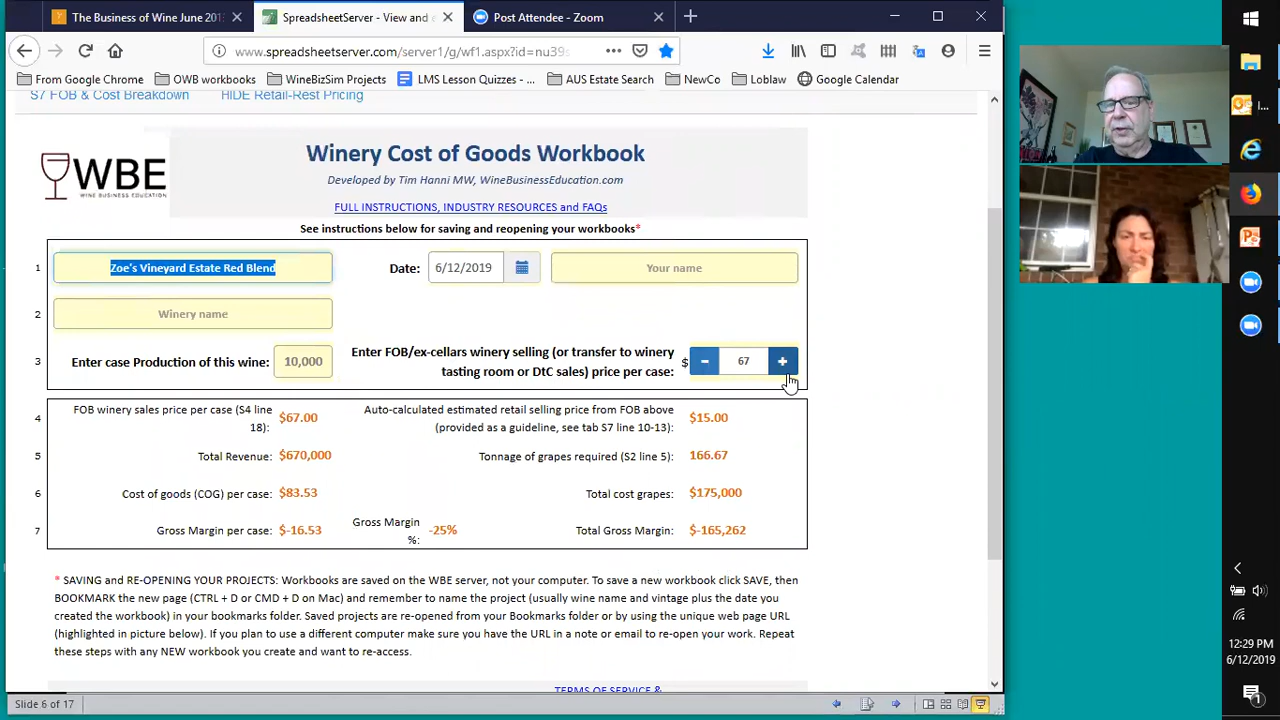 The Business of Wine June 201
SpreadsheetServer - View and e
Post Attendee - Zoom
www.spreadsheetserver.com/server1/g/wf1.aspx?id=nu39s
From Google Chrome
OWB workbooks
WineBizSim Projects
LMS Lesson Quizzes - ...
AUS Estate Search
NewCo
Loblaw
Google Calendar
S7 FOB & Cost Breakdown
HIDE Retail-Rest Pricing
WBE
WINE BUSINESS EDUCATION
Winery Cost of Goods Workbook
Developed by Tim Hanni MW, WineBusinessEducation.com
FULL INSTRUCTIONS, INDUSTRY RESOURCES and FAQs
See instructions below for saving and reopening your workbooks*
1 Zoe's Vineyard Estate Red Blend Date: 6/12/2019 Your name
2 Winery name
3 Enter case Production of this wine: 10,000 Enter FOB/ex-cellars winery selling (or transfer to winery
tasting room or DtC sales) price per case: $ - 67 +
4 FOB winery sales price per case (S4 line
18): $67.00 Auto-calculated estimated retail selling price from FOB above
(provided as a guideline, see tab S7 line 10-13): $15.00
5 Total Revenue: $670,000 Tonnage of grapes required (S2 line 5): 166.67
6 Cost of goods (COG) per case: $83.53 Total cost grapes: $175,000
7 Gross Margin per case: $-16.53 Gross Margin
%: -25% Total Gross Margin: $-165,262
* SAVING and RE-OPENING YOUR PROJECTS: Workbooks are saved on the WBE server, not your computer. To save a new workbook click SAVE, then
BOOKMARK the new page (CTRL + D or CMD + D on Mac) and remember to name the project (usually wine name and vintage plus the date you
created the workbook) in your bookmarks folder. Saved projects are re-opened from your Bookmarks folder or by using the unique web page URL
(highlighted in picture below). If you plan to use a different computer make sure you have the URL in a note or email to re-open your work. Repeat
these steps with any NEW workbook you create and want to re-access.
TERMS OF SERVICE &
Slide 6 of 17
12:29 PM
6/12/2019
1